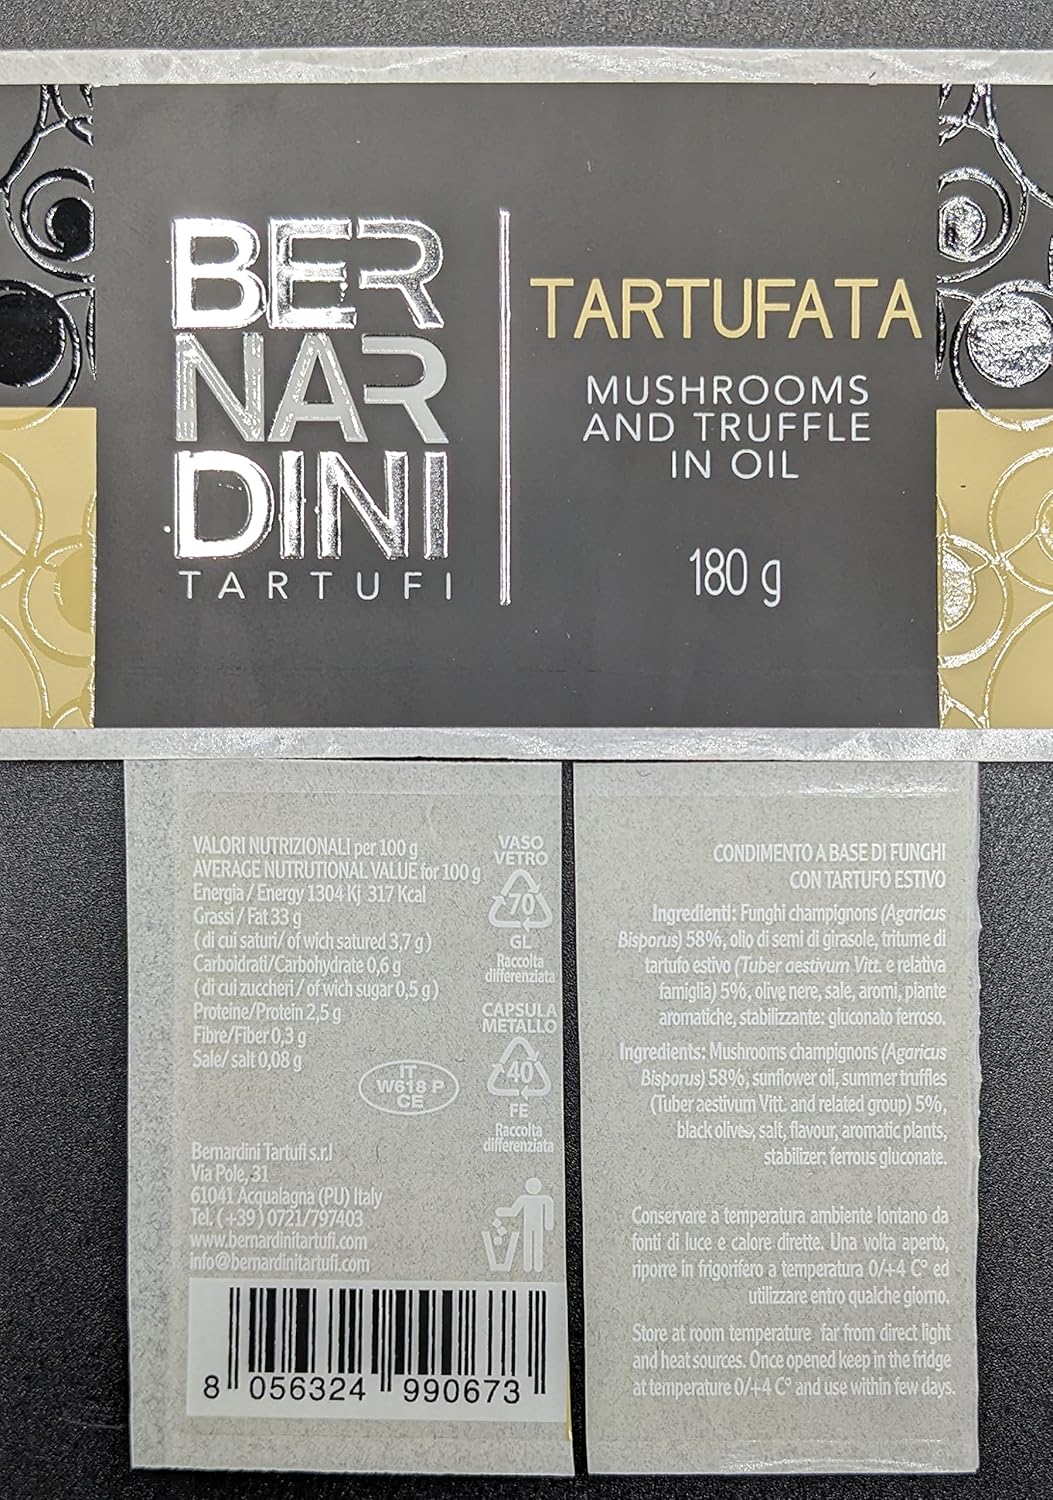 BER
NAR
DINI
TARTUFI
TARTUFATA
MUSHROOMS
AND TRUFFLE
IN OIL
180 g
VALORI NUTRIZIONALI per 100 g
AVERAGE NUTRUTIONAL VALUE for 100 g
Energia / Energy 1304 Kj 317 Kcal
Grassi / Fat 33 g
( di cui saturi/ of wich satured 3,7 g )
Carboidrati/Carbohydrate 0,6 g
( di cui zuccheri / of wich sugar 0,5 g )
Proteine/Protein 2,5 g
Fibre/Fiber 0,3 g
Sale/ salt 0,08 g
IT
W618 P
CE
VASO
VETRO
70
GL
Raccolta
differenziata
CAPSULA
METALLO
40
FE
Raccolta
differenziata
Bernardini Tartufi s.r.l
Via Pole, 31
61041 Acqualagna (PU) Italy
Tel. (+39) 0721/797403
www.bernardinitartufi.com
info@bernardinitartufi.com
8 056324 990673
CONDIMENTO A BASE DI FUNGHI
CON TARTUFO ESTIVO
Ingredienti: Funghi champignons (Agaricus
Bisporus) 58%, olio di semi di girasole, tritume di
tartufo estivo (Tuber aestivum Vitt. e relativa
famiglia) 5%, olive nere, sale, aromi, piante
aromatiche, stabilizzante: gluconato ferroso.
Ingredients: Mushrooms champignons (Agaricus
Bisporus) 58%, sunflower oil, summer truffles
(Tuber aestivum Vitt. and related group) 5%,
black olives, salt, flavour, aromatic plants,
stabilizer: ferrous gluconate.
Conservare a temperatura ambiente lontano da
fonti di luce e calore dirette. Una volta aperto,
riporre in frigorifero a temperatura 0/+4 C° ed
utilizzare entro qualche giorno.
Store at room temperature far from direct light
and heat sources. Once opened keep in the fridge
at temperature 0/+4 C° and use within few days.